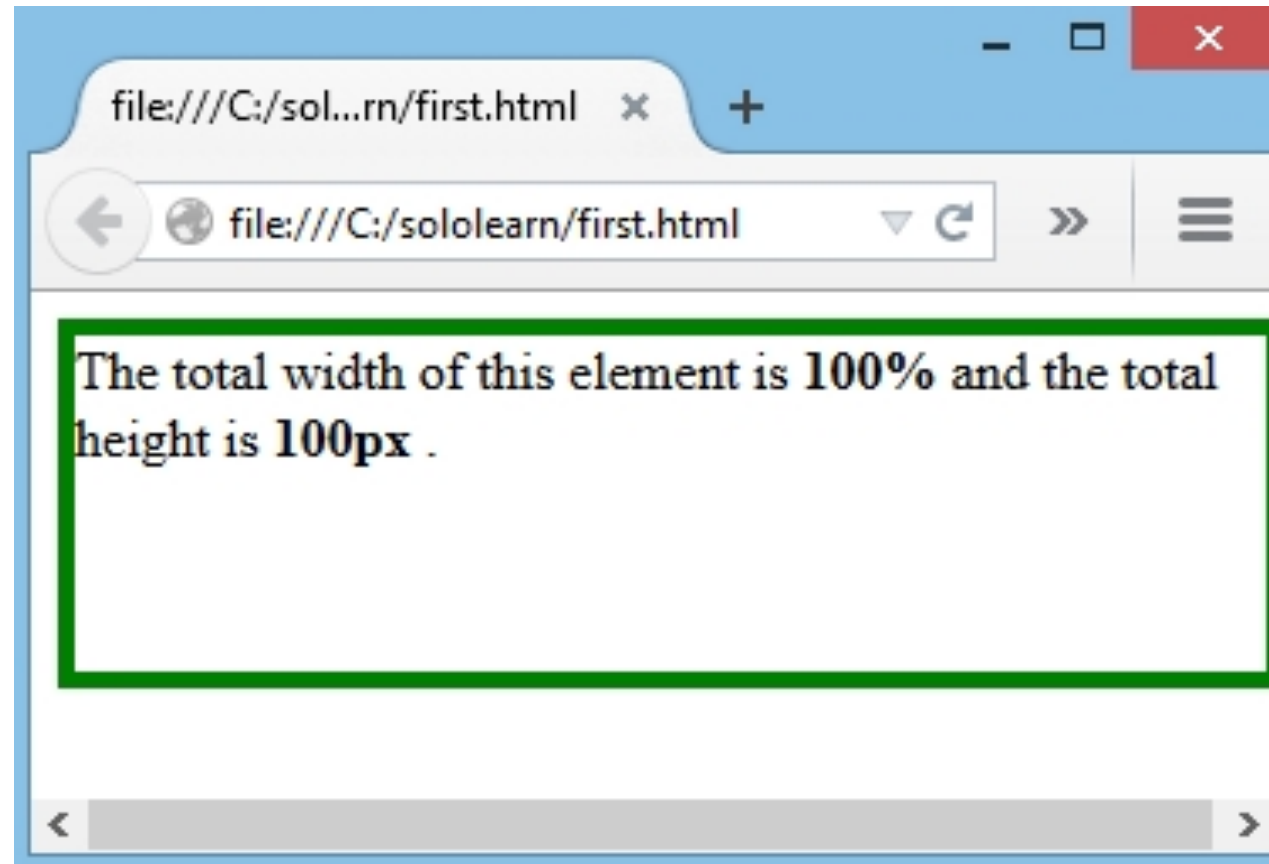 file:///C:/sol...rn/first.html
file:///C:/sololearn/first.html
The total width of this element is 100% and the total
height is 100px .